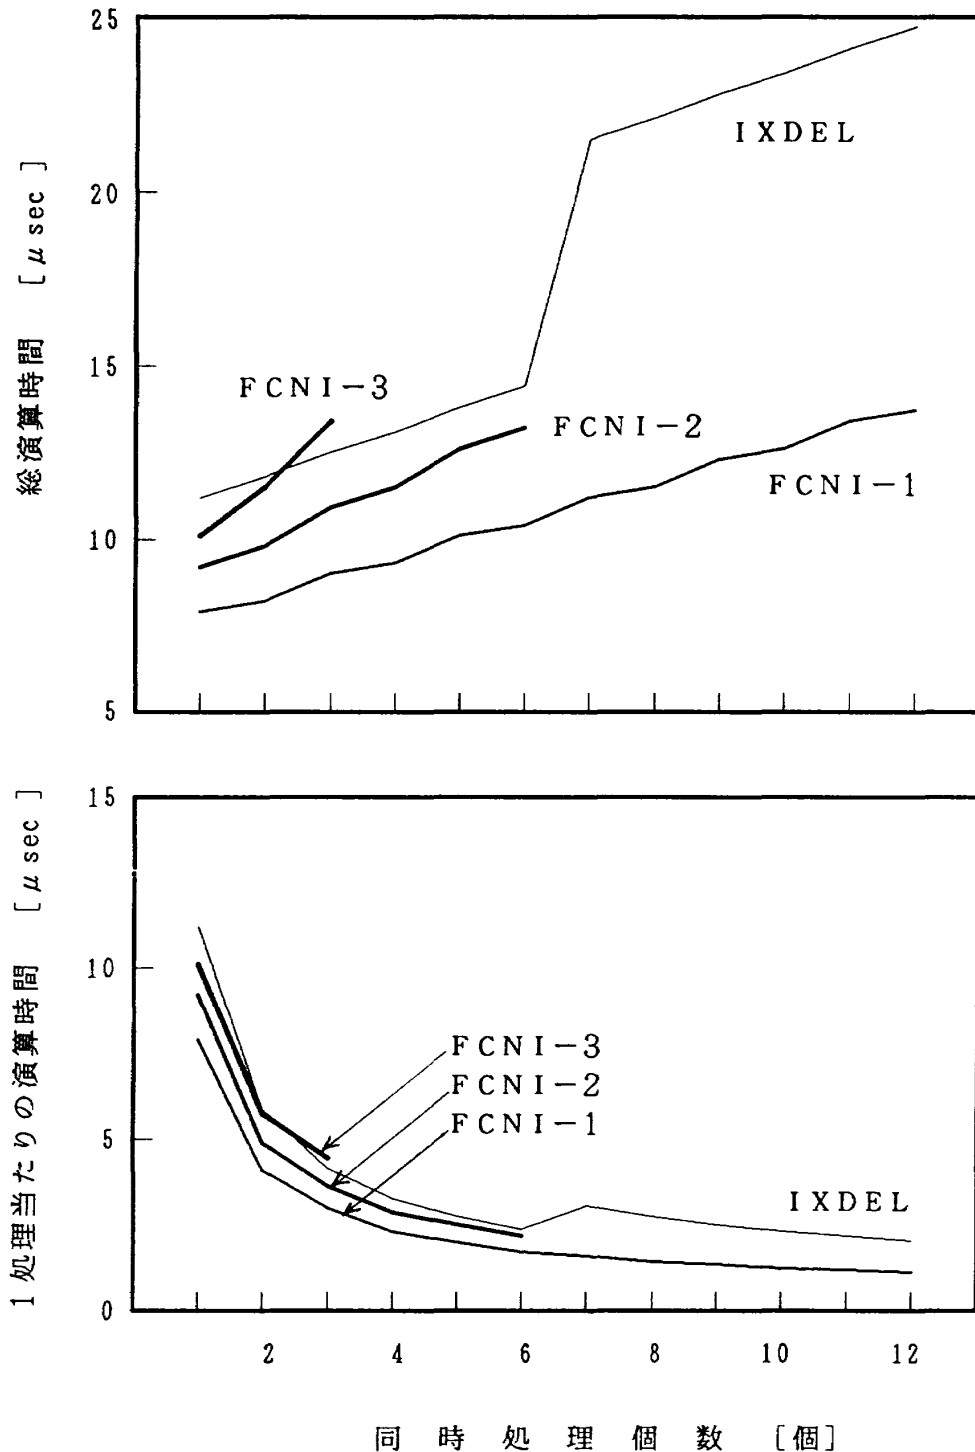 25
20
15
10
5
総演算時間 [μsec]
IXDEL
FCNI-3
FCNI-2
FCNI-1
15
10
5
0
1処理当たりの演算時間 [μsec]
FCNI-3
FCNI-2
FCNI-1
IXDEL
2 4 6 8 10 12
同時処理個数 [個]